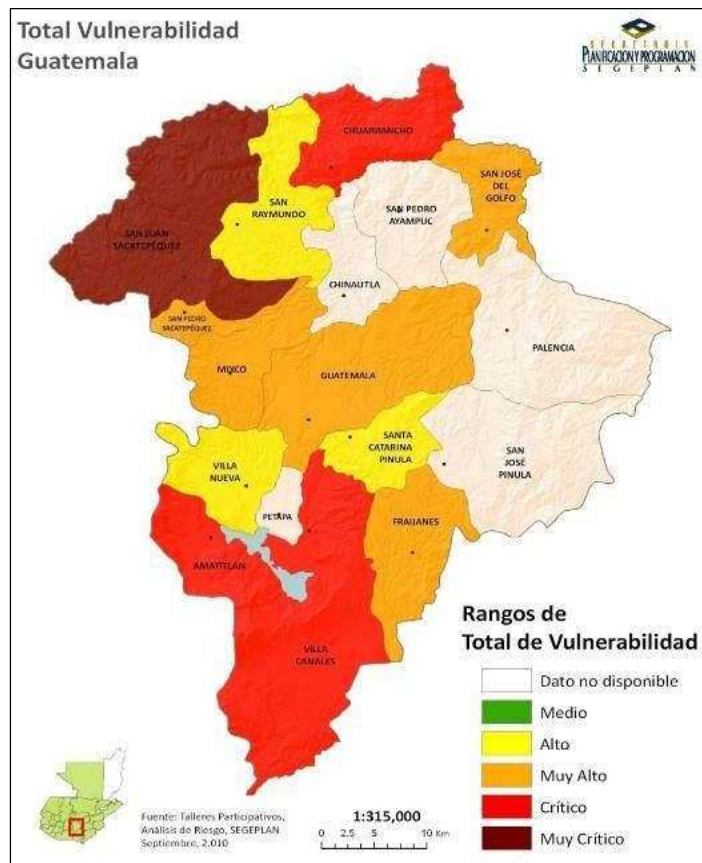 Total Vulnerabilidad
Guatemala
SECRETARIA
PLANIFICACION Y PROGRAMACION
SEGEPLAN
CHUARRANCHO
SAN JOSÉ
DEL
GOLFO
SAN
RAYMUNDO
SAN PEDRO
AYAMPUC
SAN JUAN
SACATEPÉQUEZ
CHINAUTLA
SAN PEDRO
SACATEPÉQUEZ
PALENCIA
MIXCO
GUATEMALA
SANTA
CATARINA
PINULA
SAN
JOSÉ
PINULA
VILLA
NUEVA
PETAPA
FRAIJANES
AMATITLÁN
VILLA
CANALES
Rangos de
Total de Vulnerabilidad
Dato no disponible
Medio
Alto
Muy Alto
Crítico
Muy Crítico
Fuente: Talleres Participativos,
Análisis de Riesgo, SEGEPLAN
Septiembre, 2.010
1:315,000
0 2.5 5 10 Km